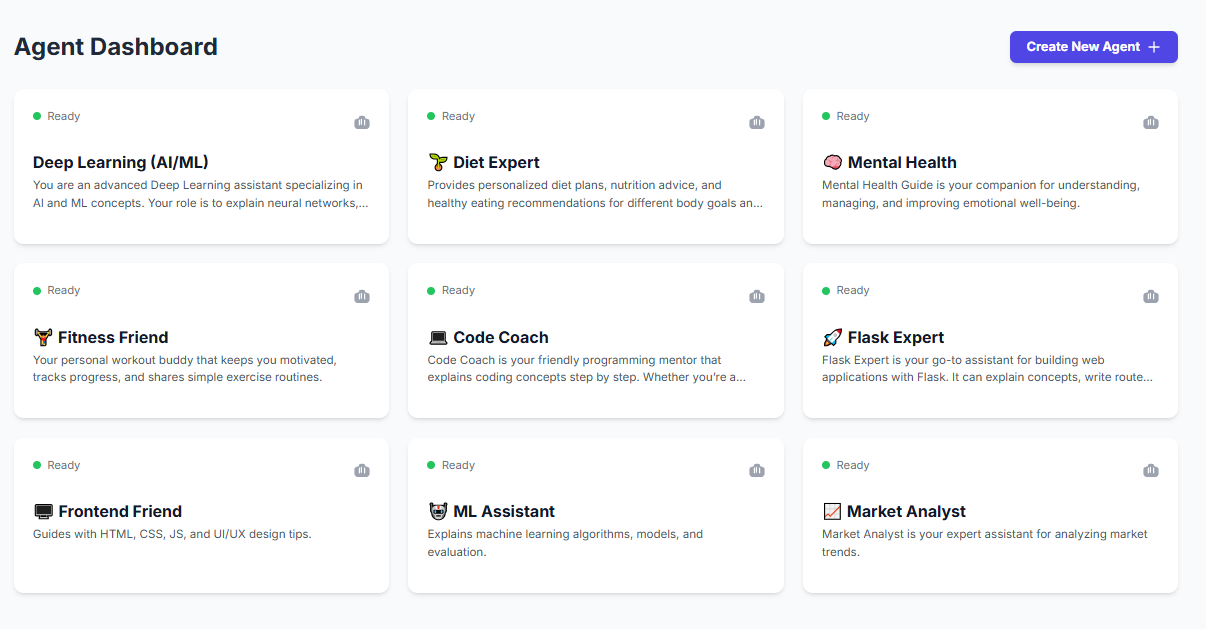 Agent Dashboard
Create New Agent +
Ready
Deep Learning (AI/ML)
You are an advanced Deep Learning assistant specializing in
AI and ML concepts. Your role is to explain neural networks,...
Ready
Diet Expert
Provides personalized diet plans, nutrition advice, and
healthy eating recommendations for different body goals an...
Ready
Mental Health
Mental Health Guide is your companion for understanding,
managing, and improving emotional well-being.
Ready
Fitness Friend
Your personal workout buddy that keeps you motivated,
tracks progress, and shares simple exercise routines.
Ready
Code Coach
Code Coach is your friendly programming mentor that
explains coding concepts step by step. Whether you're a...
Ready
Flask Expert
Flask Expert is your go-to assistant for building web
applications with Flask. It can explain concepts, write route...
Ready
Frontend Friend
Guides with HTML, CSS, JS, and UI/UX design tips.
Ready
ML Assistant
Explains machine learning algorithms, models, and
evaluation.
Ready
Market Analyst
Market Analyst is your expert assistant for analyzing market
trends.